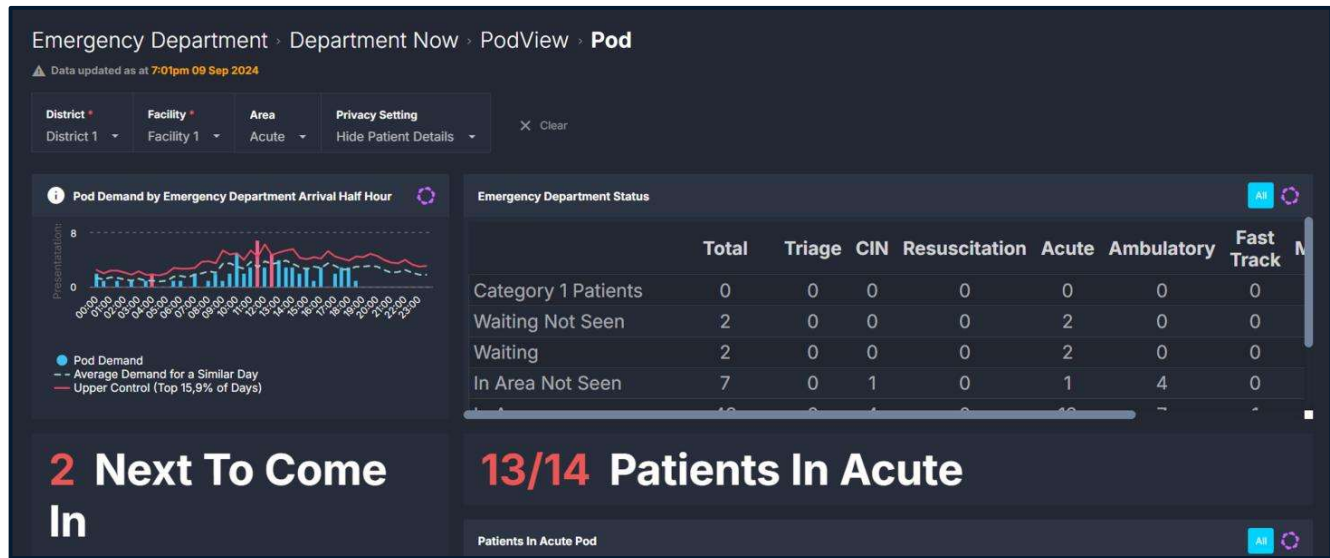 Emergency Department › Department Now › PodView › Pod
Data updated as at 7:01pm 09 Sep 2024
District * Facility * Area Privacy Setting
District 1 Facility 1 Acute Hide Patient Details × Clear
Pod Demand by Emergency Department Arrival Half Hour
8
0
Presentatation:
00:00 01:00 02:00 03:00 04:00 05:00 06:00 07:00 08:00 09:00 10:00 11:00 12:00 13:00 14:00 15:00 16:00 17:00 18:00 19:00 20:00 21:00 22:00 23:00
Pod Demand
Average Demand for a Similar Day
Upper Control (Top 15,9% of Days)
Emergency Department Status All
Total Triage CIN Resuscitation Acute Ambulatory Fast Track M
Category 1 Patients 0 0 0 0 0 0 0
Waiting Not Seen 2 0 0 0 2 0 0
Waiting 2 0 0 0 2 0 0
In Area Not Seen 7 0 1 0 1 4 0
2 Next To Come
In
13/14 Patients In Acute
Patients In Acute Pod All